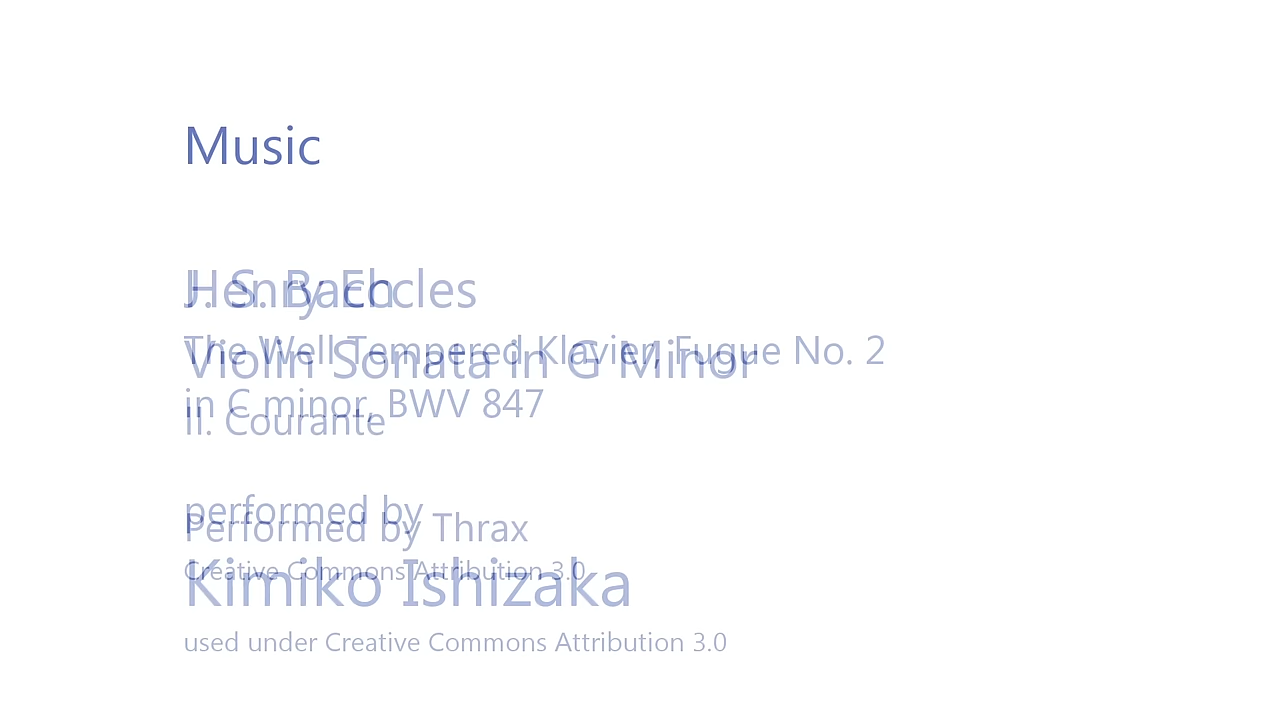 Music
J. S. Bach
Henry Eccles
The Well Tempered Klavier, Fugue No. 2
Violin Sonata in G Minor
in C minor, BWV 847
II. Courante
performed by
Performed by Thrax
Creative Commons Attribution 3.0
Kimiko Ishizaka
used under Creative Commons Attribution 3.0